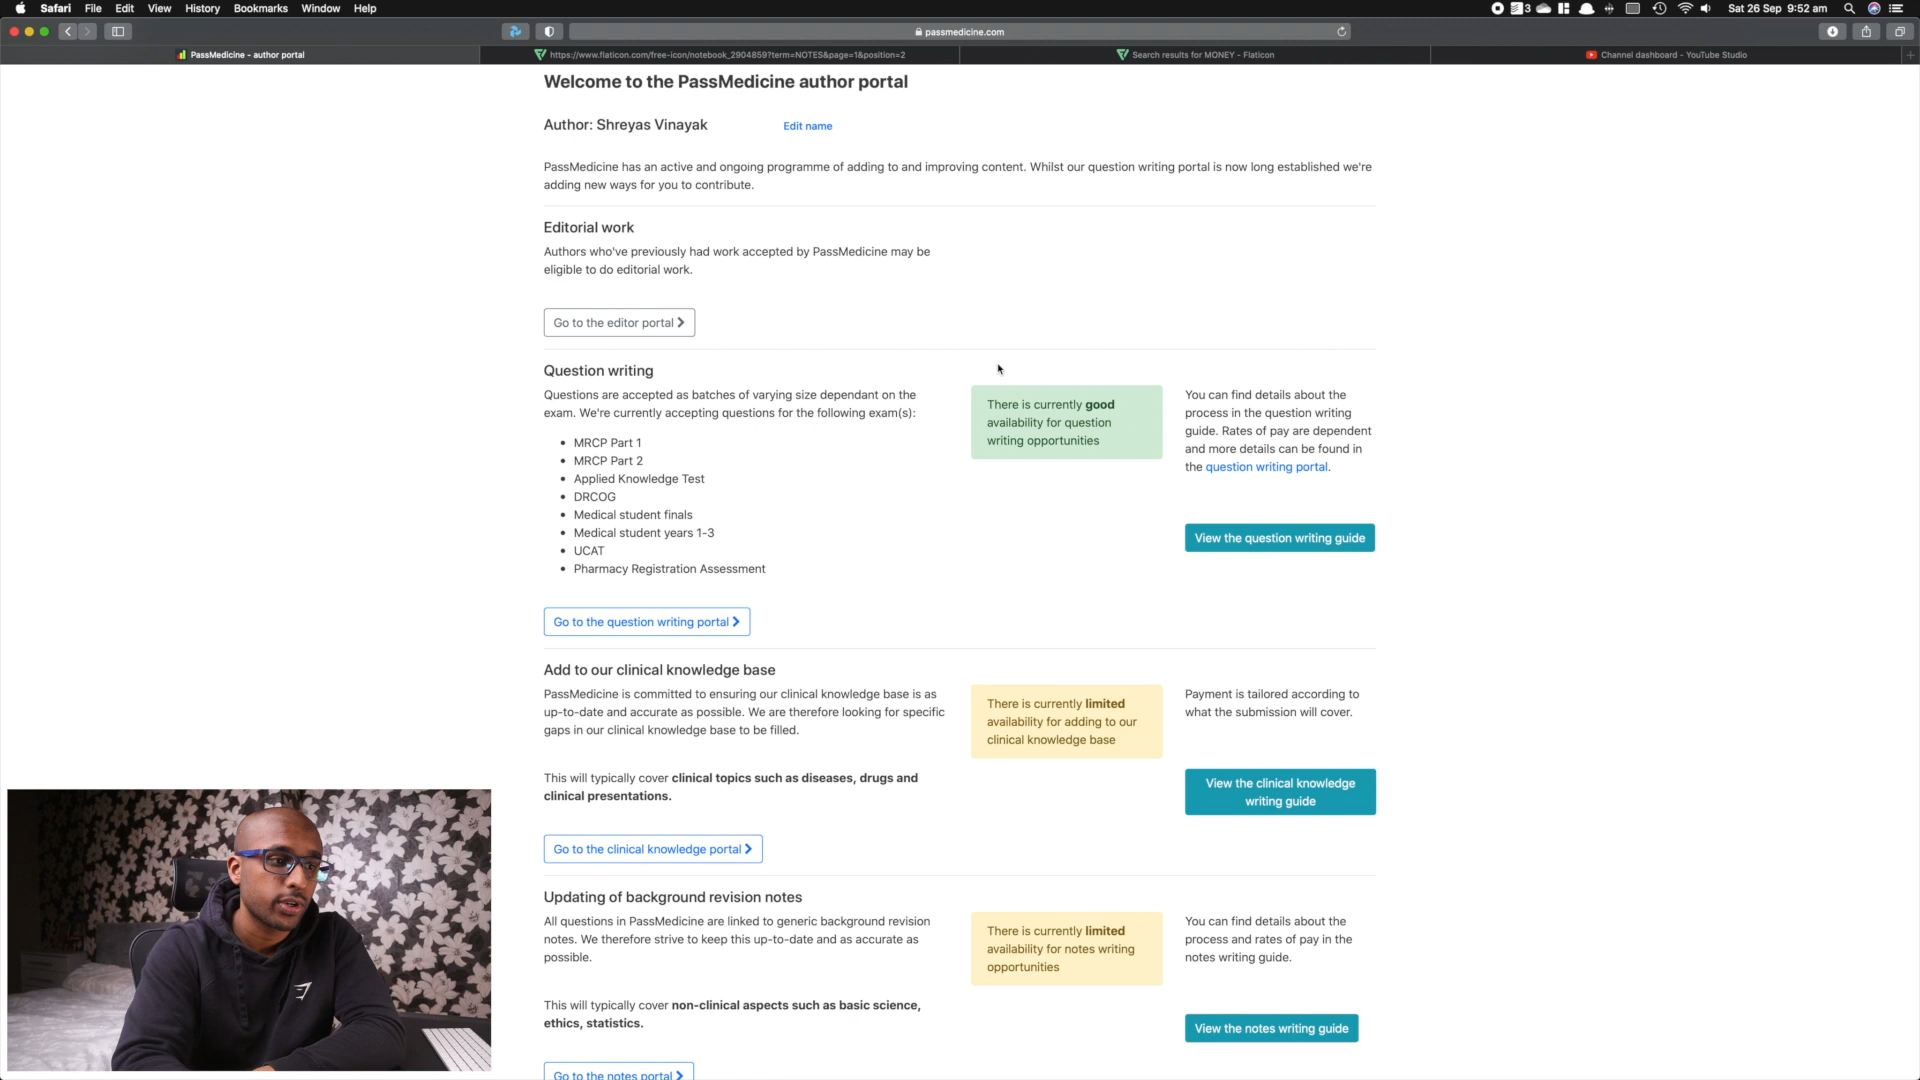 Safari File Edit View History Bookmarks Window Help
3
Sat 26 Sep 9:52 am
passmedicine.com
PassMedicine - author portal
https://www.flaticon.com/free-icon/notebook_2904859?term=NOTES&page=1&position=2
Search results for MONEY - Flaticon
Channel dashboard - YouTube Studio
Welcome to the PassMedicine author portal
Author: Shreyas Vinayak
Edit name
PassMedicine has an active and ongoing programme of adding to and improving content. Whilst our question writing portal is now long established we're
adding new ways for you to contribute.
Editorial work
Authors who've previously had work accepted by PassMedicine may be
eligible to do editorial work.
Go to the editor portal
Question writing
Questions are accepted as batches of varying size dependant on the
exam. We're currently accepting questions for the following exam(s):
• MRCP Part 1
• MRCP Part 2
• Applied Knowledge Test
• DRCOG
• Medical student finals
• Medical student years 1-3
• UCAT
• Pharmacy Registration Assessment
There is currently good
availability for question
writing opportunities
You can find details about the
process in the question writing
guide. Rates of pay are dependent
and more details can be found in
the question writing portal.
View the question writing guide
Go to the question writing portal
Add to our clinical knowledge base
PassMedicine is committed to ensuring our clinical knowledge base is as
up-to-date and accurate as possible. We are therefore looking for specific
gaps in our clinical knowledge base to be filled.
This will typically cover clinical topics such as diseases, drugs and
clinical presentations.
There is currently limited
availability for adding to our
clinical knowledge base
Payment is tailored according to
what the submission will cover.
View the clinical knowledge
writing guide
Go to the clinical knowledge portal
Updating of background revision notes
All questions in PassMedicine are linked to generic background revision
notes. We therefore strive to keep this up-to-date and as accurate as
possible.
This will typically cover non-clinical aspects such as basic science,
ethics, statistics.
There is currently limited
availability for notes writing
opportunities
You can find details about the
process and rates of pay in the
notes writing guide.
View the notes writing guide
Go to the notes portal